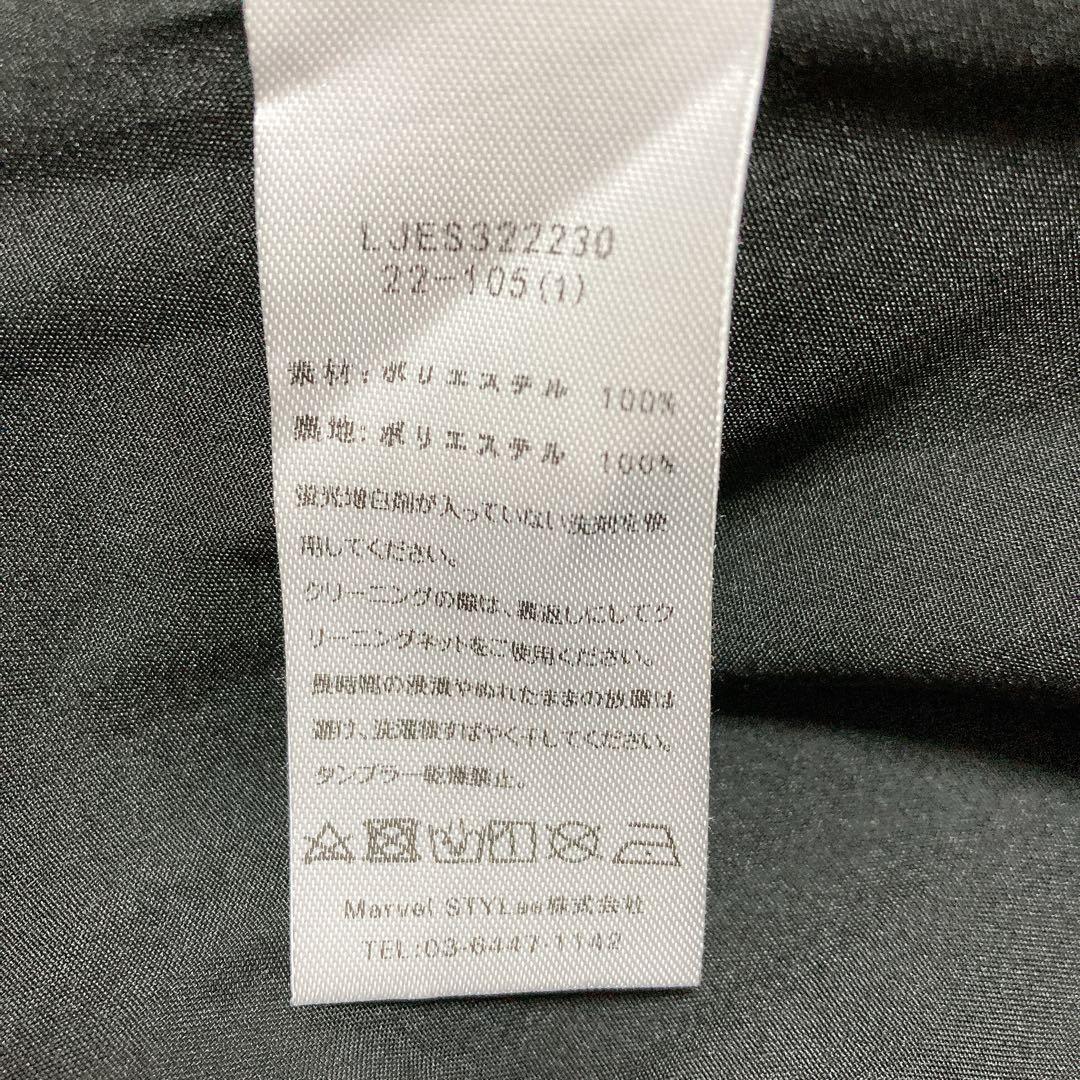 LJES322230
22-105(1)
素材:ポリエステル 100%
裏地:ポリエステル 100%
蛍光増白剤が入っていない洗剤を使
用してください。
クリーニングの際は、裏返しにしてク
リーニングネットをご使用ください。
長時間の浸漬やぬれたままの放置は
避け、洗濯後すばやく干してください。
タンブラー乾燥禁止。
Marvel STYLee株式会社
TEL:03-6447-1142